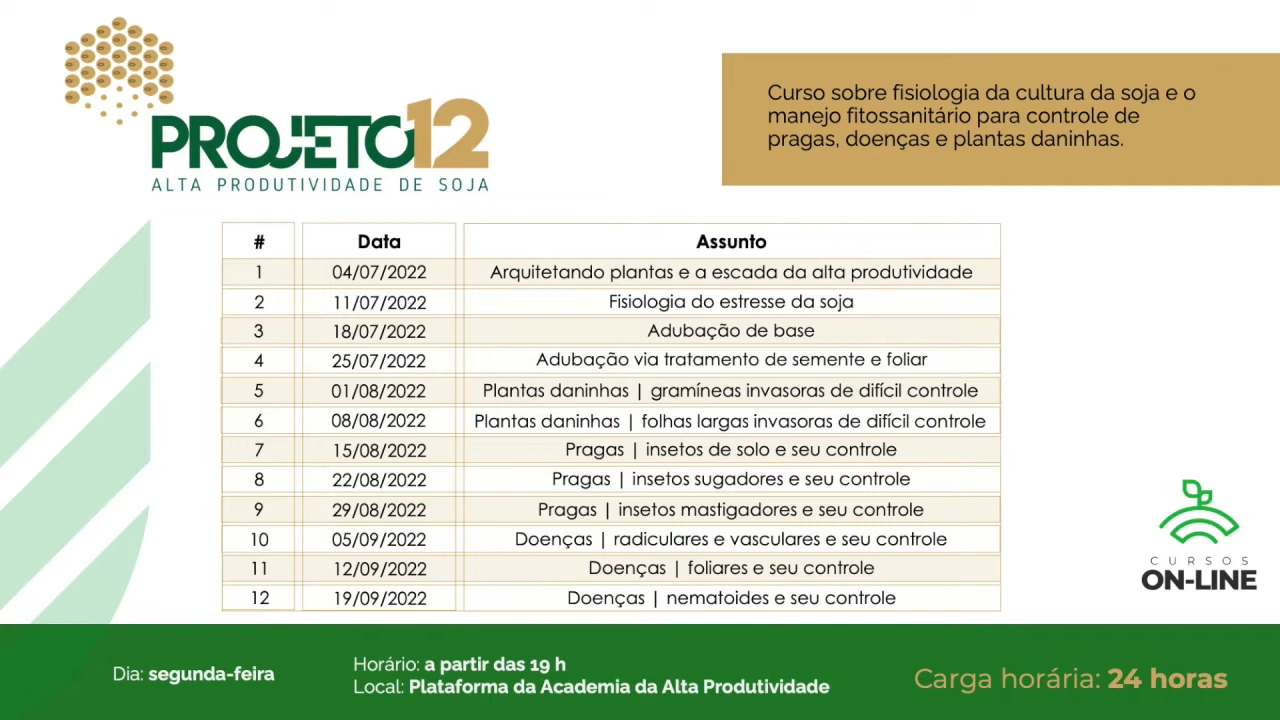 PROJETO12
ALTA PRODUTIVIDADE DE SOJA
Curso sobre fisiologia da cultura da soja e o
manejo fitossanitário para controle de
pragas, doenças e plantas daninhas.
# Data Assunto
1 04/07/2022 Arquitetando plantas e a escada da alta produtividade
2 11/07/2022 Fisiologia do estresse da soja
3 18/07/2022 Adubação de base
4 25/07/2022 Adubação via tratamento de semente e foliar
5 01/08/2022 Plantas daninhas | gramíneas invasoras de difícil controle
6 08/08/2022 Plantas daninhas | folhas largas invasoras de difícil controle
7 15/08/2022 Pragas | insetos de solo e seu controle
8 22/08/2022 Pragas | insetos sugadores e seu controle
9 29/08/2022 Pragas | insetos mastigadores e seu controle
10 05/09/2022 Doenças | radiculares e vasculares e seu controle
11 12/09/2022 Doenças | foliares e seu controle
12 19/09/2022 Doenças | nematoides e seu controle
CURSOS
ON-LINE
Dia: segunda-feira
Horário: a partir das 19 h
Local: Plataforma da Academia da Alta Produtividade
Carga horária: 24 horas